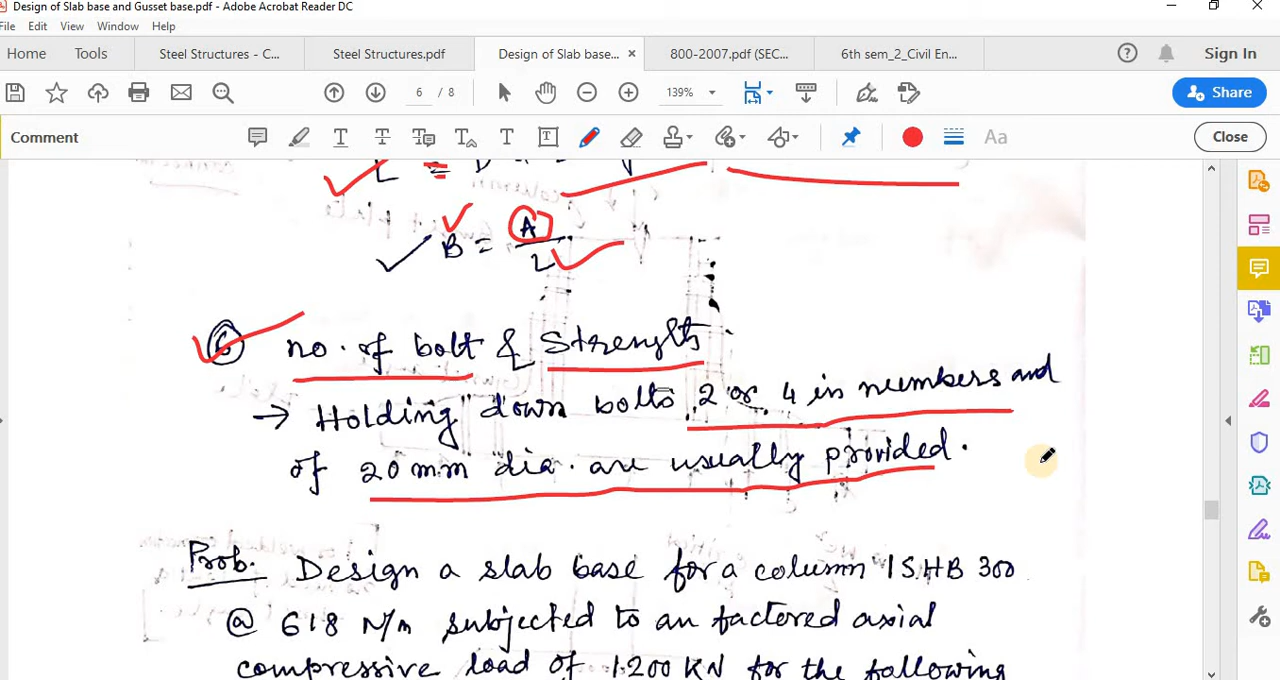 Design of Slab base and Gusset base.pdf - Adobe Acrobat Reader DC
File Edit View Window Help
Home Tools Steel Structures - C... Steel Structures.pdf Design of Slab base... × 800-2007.pdf (SEC... 6th sem_2_Civil En... Sign In
6 / 8 139% Share
Comment Aa Close
B = A
L
6 no. of bolt & Strength
→ Holding down bolts 2 or 4 in numbers and
of 20 mm dia. are usually provided.
Prob. Design a slab base for a column ISHB 300
@ 618 N/m subjected to an factored axial
compressive load of 1200 KN for the following